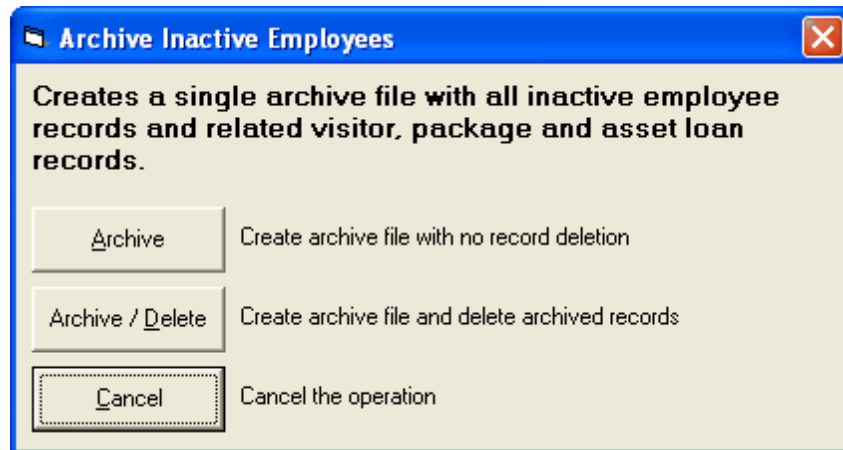 Archive Inactive Employees
Creates a single archive file with all inactive employee
records and related visitor, package and asset loan
records.
Archive Create archive file with no record deletion
Archive / Delete Create archive file and delete archived records
Cancel Cancel the operation